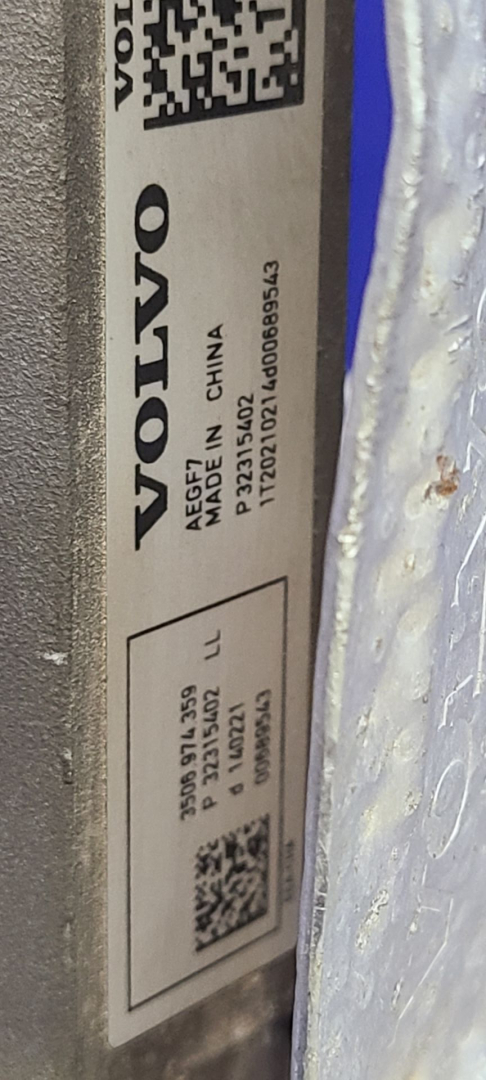 VOLVO
AEGF7
MADE IN CHINA
P 32315402
1T20210214d00689543
3506 974 359
P 32315402 LL
d 140221
00689543